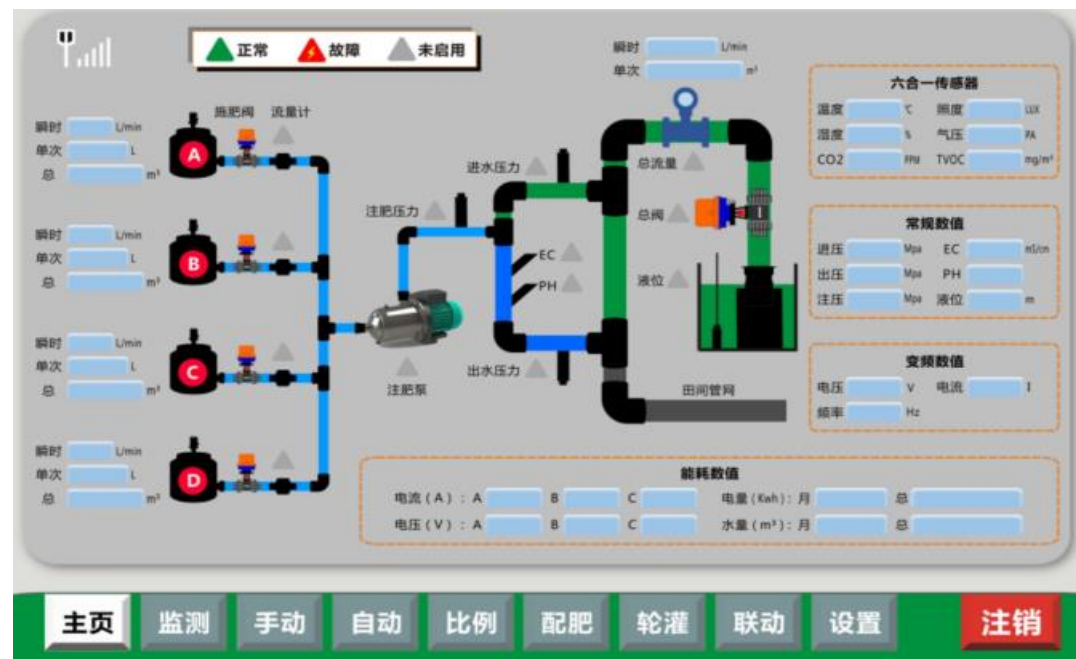 正常 故障 未启用
瞬时 L/min
单次 m³
施肥阀 流量计
瞬时 L/min
单次 L
总 m³
A
瞬时 L/min
单次 L
总 m³
B
瞬时 L/min
单次 L
总 m³
C
瞬时 L/min
单次 L
总 m³
D
注肥压力
注肥泵
进水压力
EC
PH
出水压力
总流量
总阀
液位
田间管网
六合一传感器
温度 ℃ 照度 LUX
湿度 % 气压 PA
CO2 PPM TVOC mg/m³
常规数值
进压 Mpa EC mS/cm
出压 Mpa PH
注压 Mpa 液位 m
变频数值
电压 V 电流 I
频率 Hz
能耗数值
电流(A): A B C 电量(Kwh): 月 总
电压(V): A B C 水量(m³): 月 总
主页 监测 手动 自动 比例 配肥 轮灌 联动 设置 注销